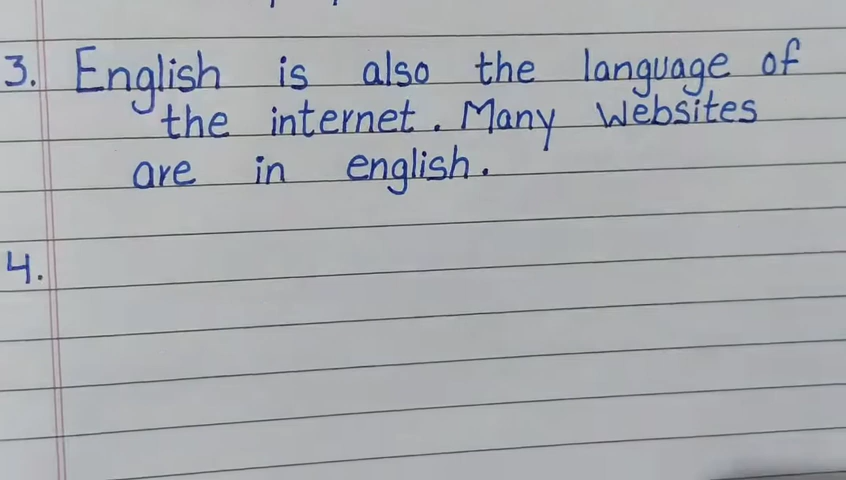 3. English is also the language of
the internet. Many Websites
are in english.
4.